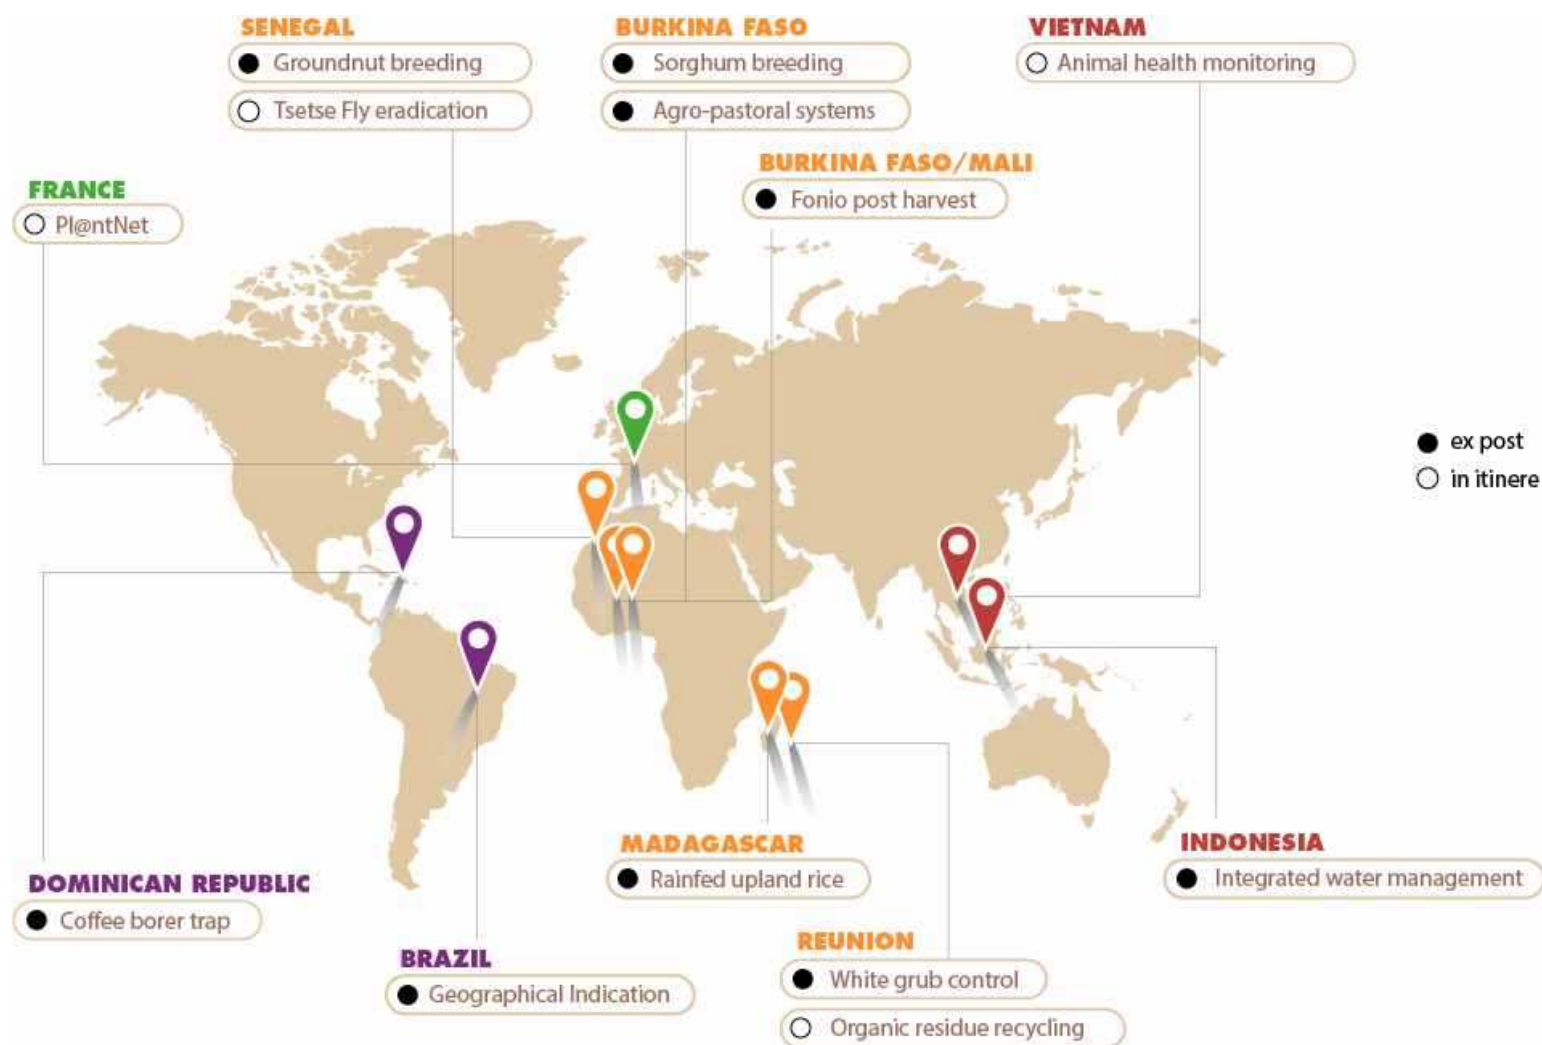 SENEGAL
Groundnut breeding
Tsetse Fly eradication
BURKINA FASO
Sorghum breeding
Agro-pastoral systems
VIETNAM
Animal health monitoring
BURKINA FASO/MALI
Fonio post harvest
FRANCE
Pl@ntNet
ex post
in itinere
MADAGASCAR
Rainfed upland rice
INDONESIA
Integrated water management
DOMINICAN REPUBLIC
Coffee borer trap
BRAZIL
Geographical Indication
REUNION
White grub control
Organic residue recycling